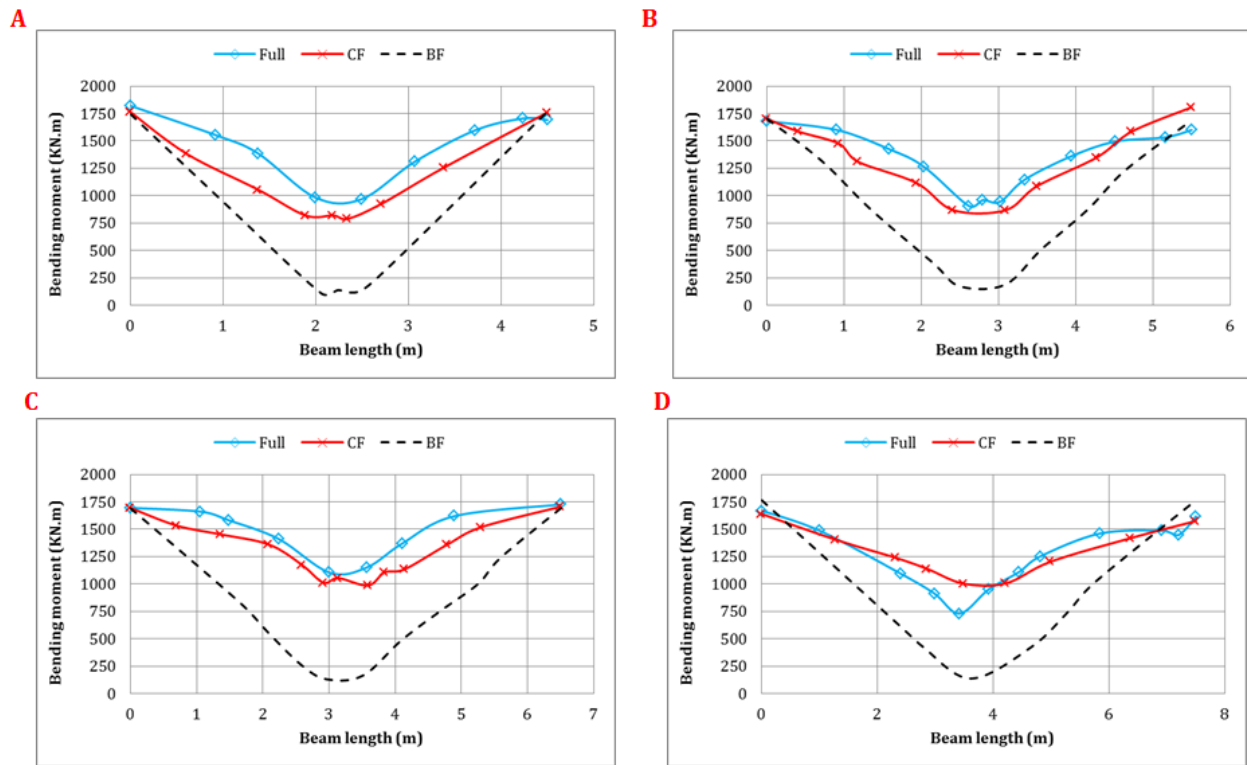 A
Full CF BF
2000
1750
1500
1250
1000
750
500
250
0
Bending moment (KN.m)
0 1 2 3 4 5
Beam length (m)
B
Full CF BF
2000
1750
1500
1250
1000
750
500
250
0
Bending moment (KN.m)
0 1 2 3 4 5 6
Beam length (m)
C
Full CF BF
2000
1750
1500
1250
1000
750
500
250
0
Bending moment (KN.m)
0 1 2 3 4 5 6 7
Beam length (m)
D
Full CF BF
2000
1750
1500
1250
1000
750
500
250
0
Bending moment (KN.m)
0 2 4 6 8
Beam length (m)